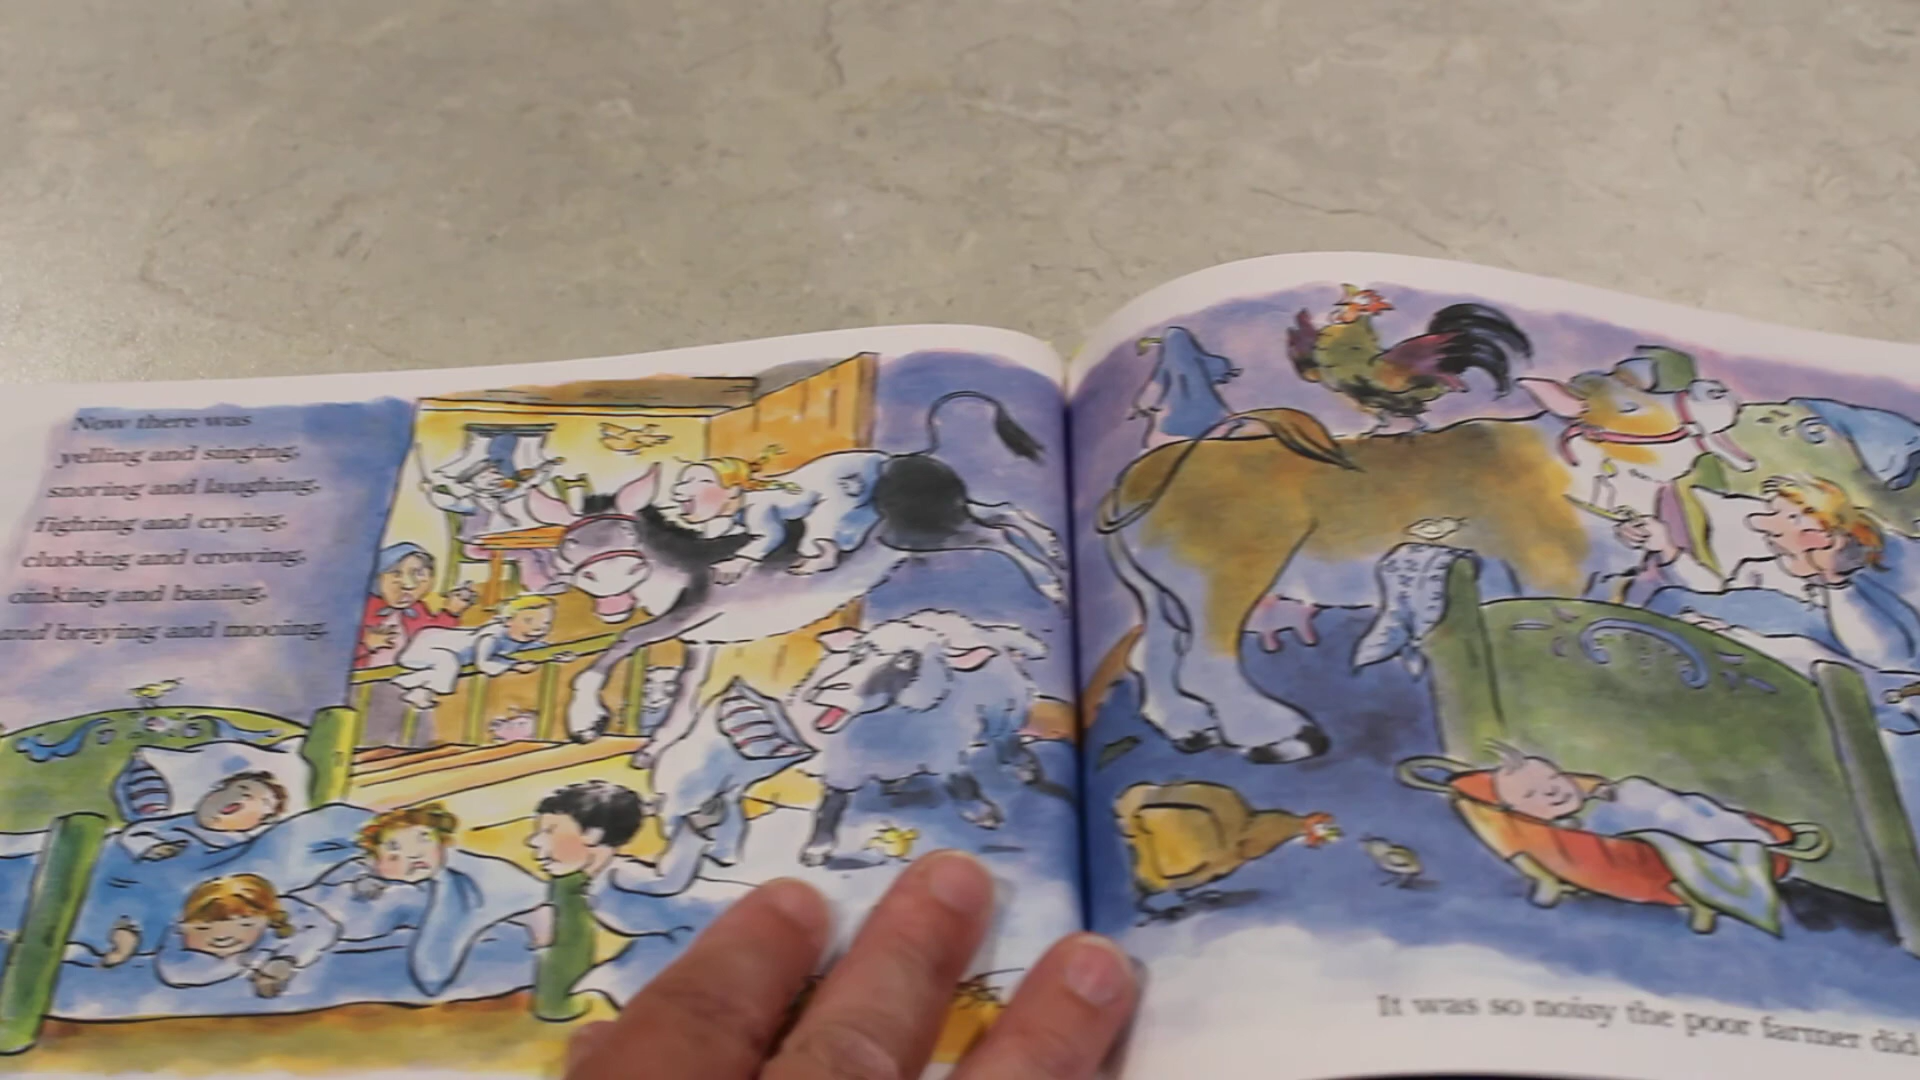 Now there was
yelling and singing,
snoring and laughing,
fighting and crying,
clucking and crowing,
oinking and baaing,
and braying and mooing.
It was so noisy the poor farmer did